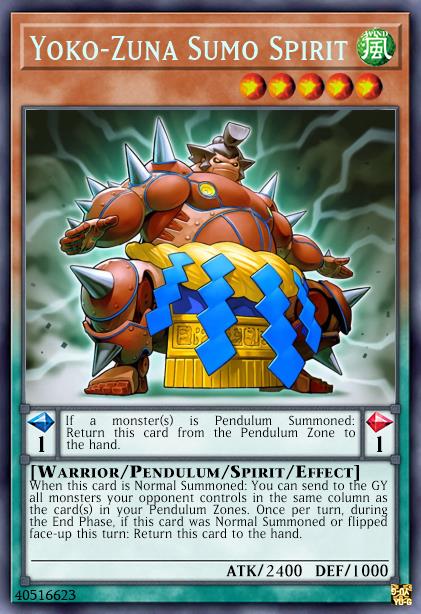 Yoko-Zuna Sumo Spirit
WIND
風
If a monster(s) is Pendulum Summoned:
Return this card from the Pendulum Zone to
the hand.
1
1
[Warrior/Pendulum/Spirit/Effect]
When this card is Normal Summoned: You can send to the GY
all monsters your opponent controls in the same column as
the card(s) in your Pendulum Zones. Once per turn, during
the End Phase, if this card was Normal Summoned or flipped
face-up this turn: Return this card to the hand.
ATK/2400 DEF/1000
40516623